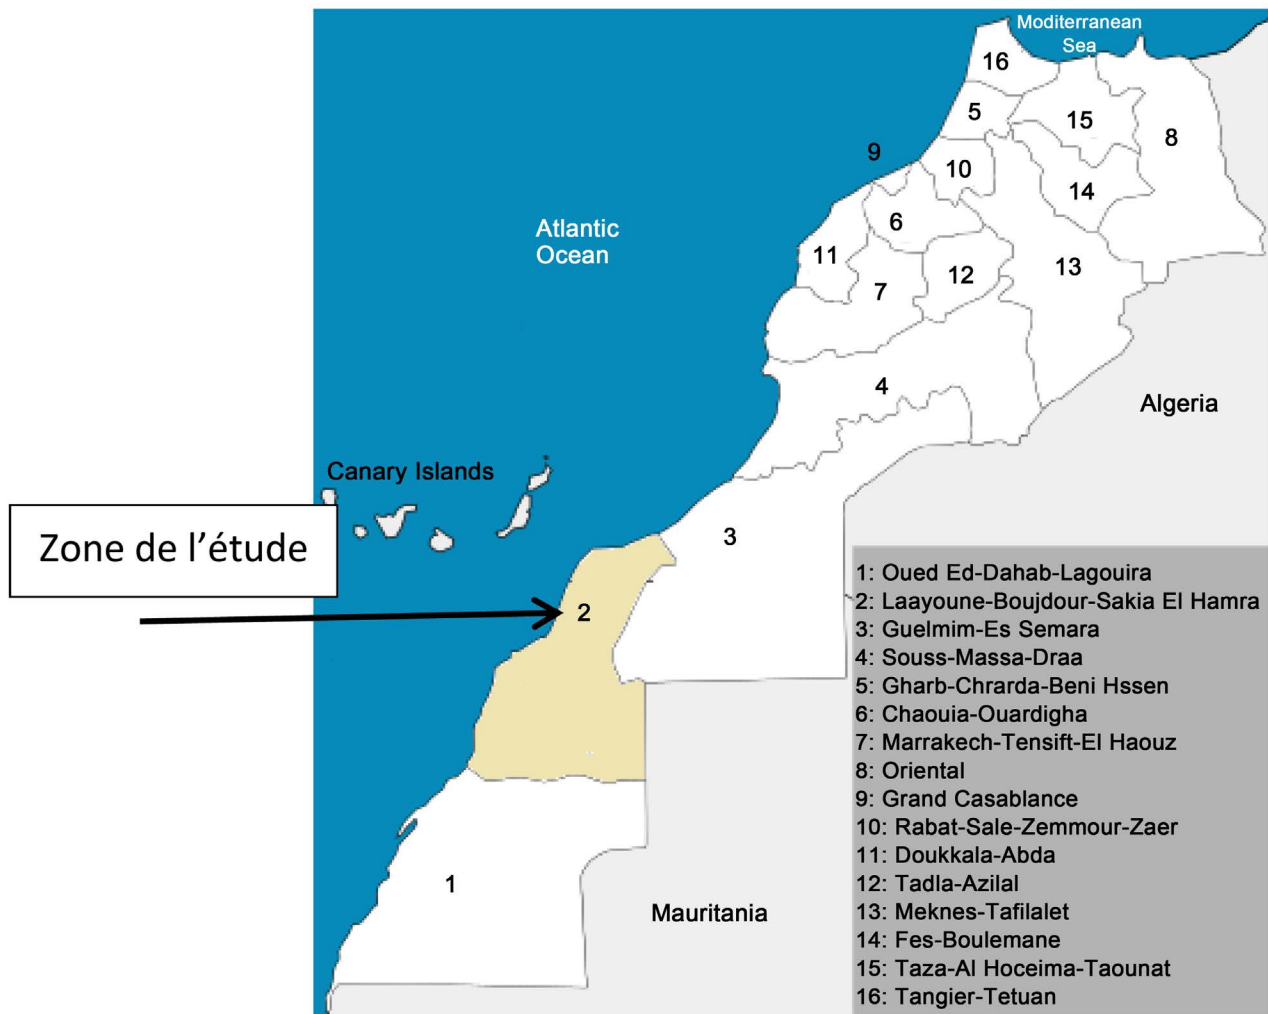 Moditerranean
Sea
16
5
15
8
9
10
14
6
Atlantic
Ocean
11
12
13
7
4
Algeria
Canary Islands
Zone de l’étude
3
2
1
Mauritania
1: Oued Ed-Dahab-Lagouira
2: Laayoune-Boujdour-Sakia El Hamra
3: Guelmim-Es Semara
4: Souss-Massa-Draa
5: Gharb-Chrarda-Beni Hssen
6: Chaouia-Ouardigha
7: Marrakech-Tensift-El Haouz
8: Oriental
9: Grand Casablance
10: Rabat-Sale-Zemmour-Zaer
11: Doukkala-Abda
12: Tadla-Azilal
13: Meknes-Tafilalet
14: Fes-Boulemane
15: Taza-Al Hoceima-Taounat
16: Tangier-Tetuan